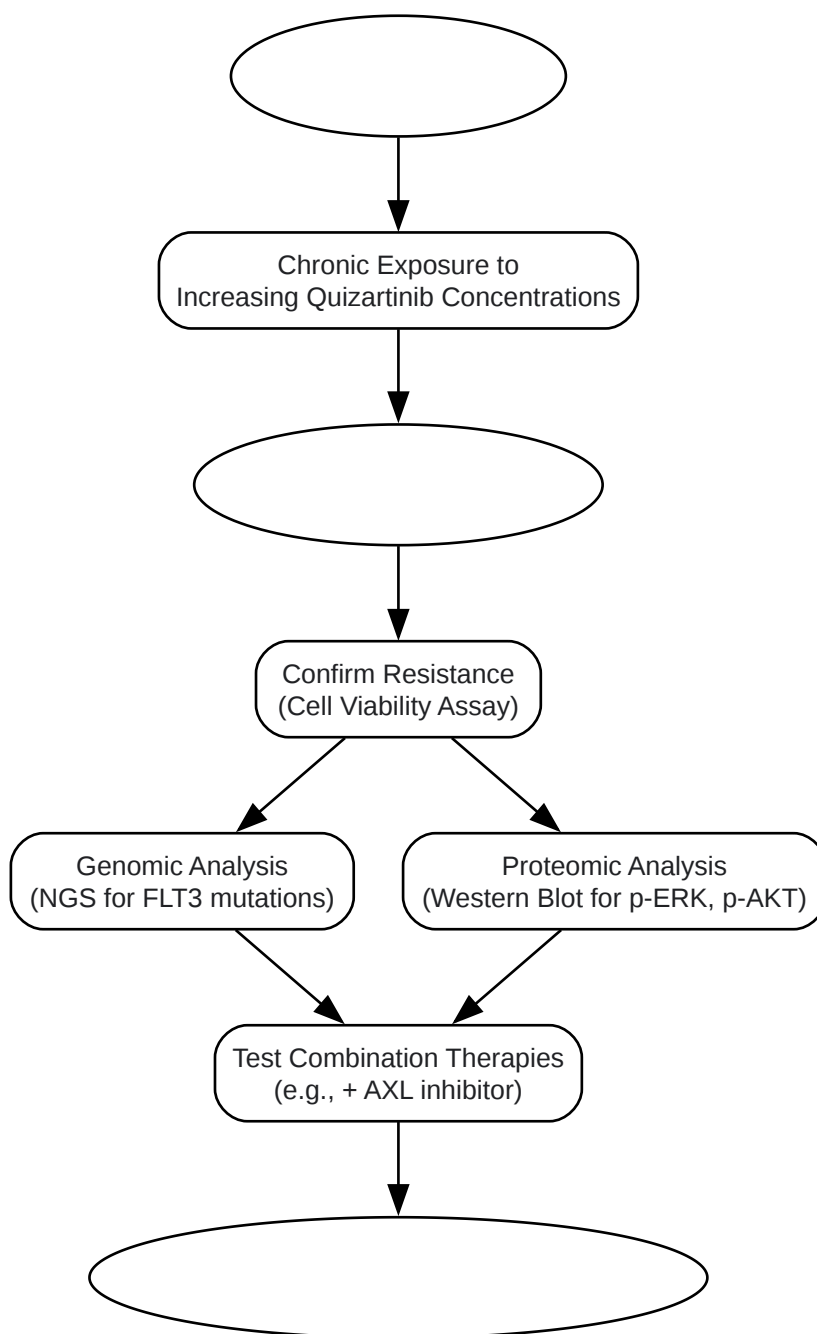 Chronic Exposure to
Increasing Quizartinib Concentrations
Confirm Resistance
(Cell Viability Assay)
Genomic Analysis
(NGS for FLT3 mutations)
Proteomic Analysis
(Western Blot for p-ERK, p-AKT)
Test Combination Therapies
(e.g., + AXL inhibitor)